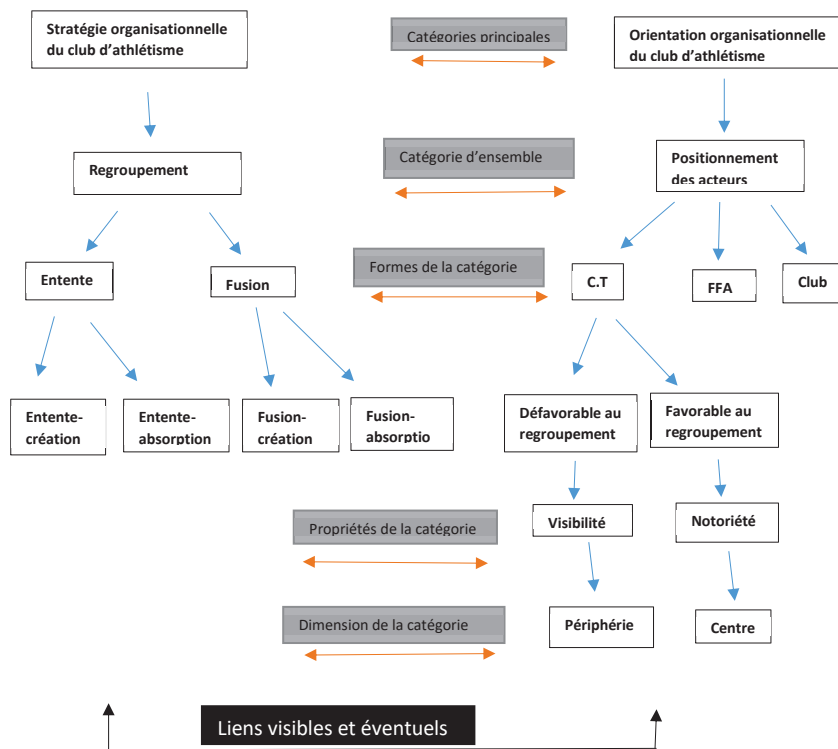 Stratégie organisationnelle
du club d'athlétisme
Catégories principales
Orientation organisationnelle
du club d'athlétisme
Regroupement
Catégorie d'ensemble
Positionnement
des acteurs
Entente
Fusion
Formes de la catégorie
C.T
FFA
Club
Entente-
création
Entente-
absorption
Fusion-
création
Fusion-
absorptio
Défavorable au
regroupement
Favorable au
regroupement
Propriétés de la catégorie
Visibilité
Notoriété
Dimension de la catégorie
Périphérie
Centre
Liens visibles et éventuels